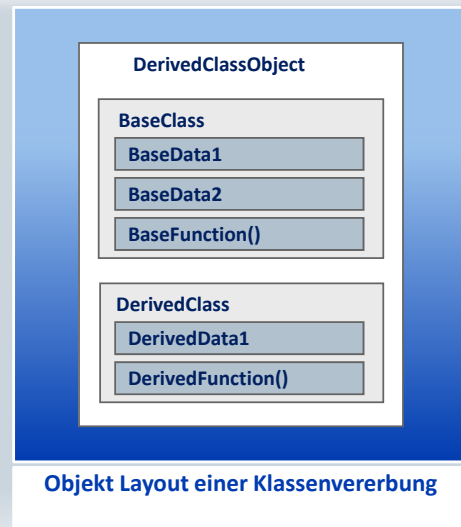 DerivedClassObject
BaseClass
BaseData1
BaseData2
BaseFunction()
DerivedClass
DerivedData1
DerivedFunction()
Objekt Layout einer Klassenvererbung